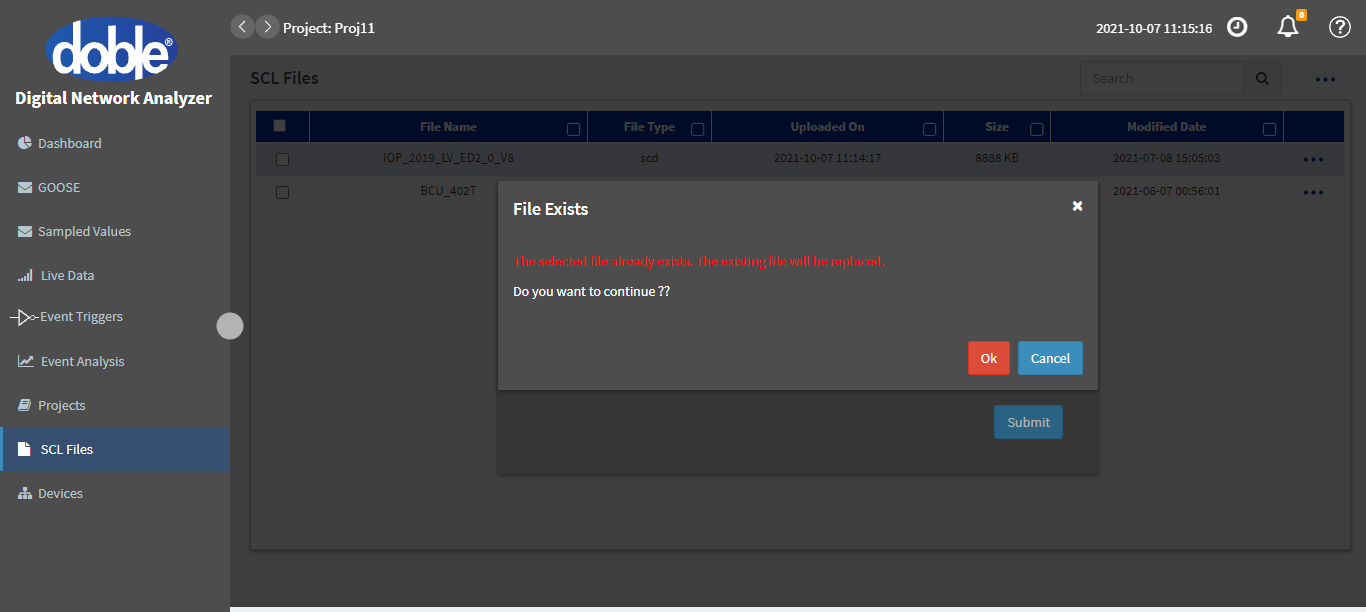 doble®
Digital Network Analyzer
Dashboard
GOOSE
Sampled Values
Live Data
Event Triggers
Event Analysis
Projects
SCL Files
Devices
Project: Proj11
2021-10-07 11:15:16
0
SCL Files
Search
File Name File Type Uploaded On Size Modified Date
IOP_2019_LV_ED2_0_V8 scd 2021-10-07 11:14:17 8888 KB 2021-07-08 15:05:03
BCU_402T 2021-06-07 00:56:01
File Exists
The selected file already exists. The existing file will be replaced.
Do you want to continue ??
Ok Cancel
Submit